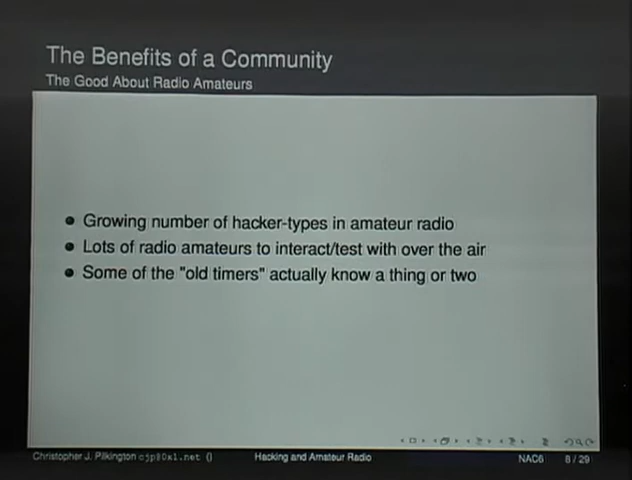 The Benefits of a Community
The Good About Radio Amateurs
Growing number of hacker-types in amateur radio
Lots of radio amateurs to interact/test with over the air
Some of the "old timers" actually know a thing or two
Christopher J. Pilkington cjp@0x1.net () Hacking and Amateur Radio NAC6 8 / 29